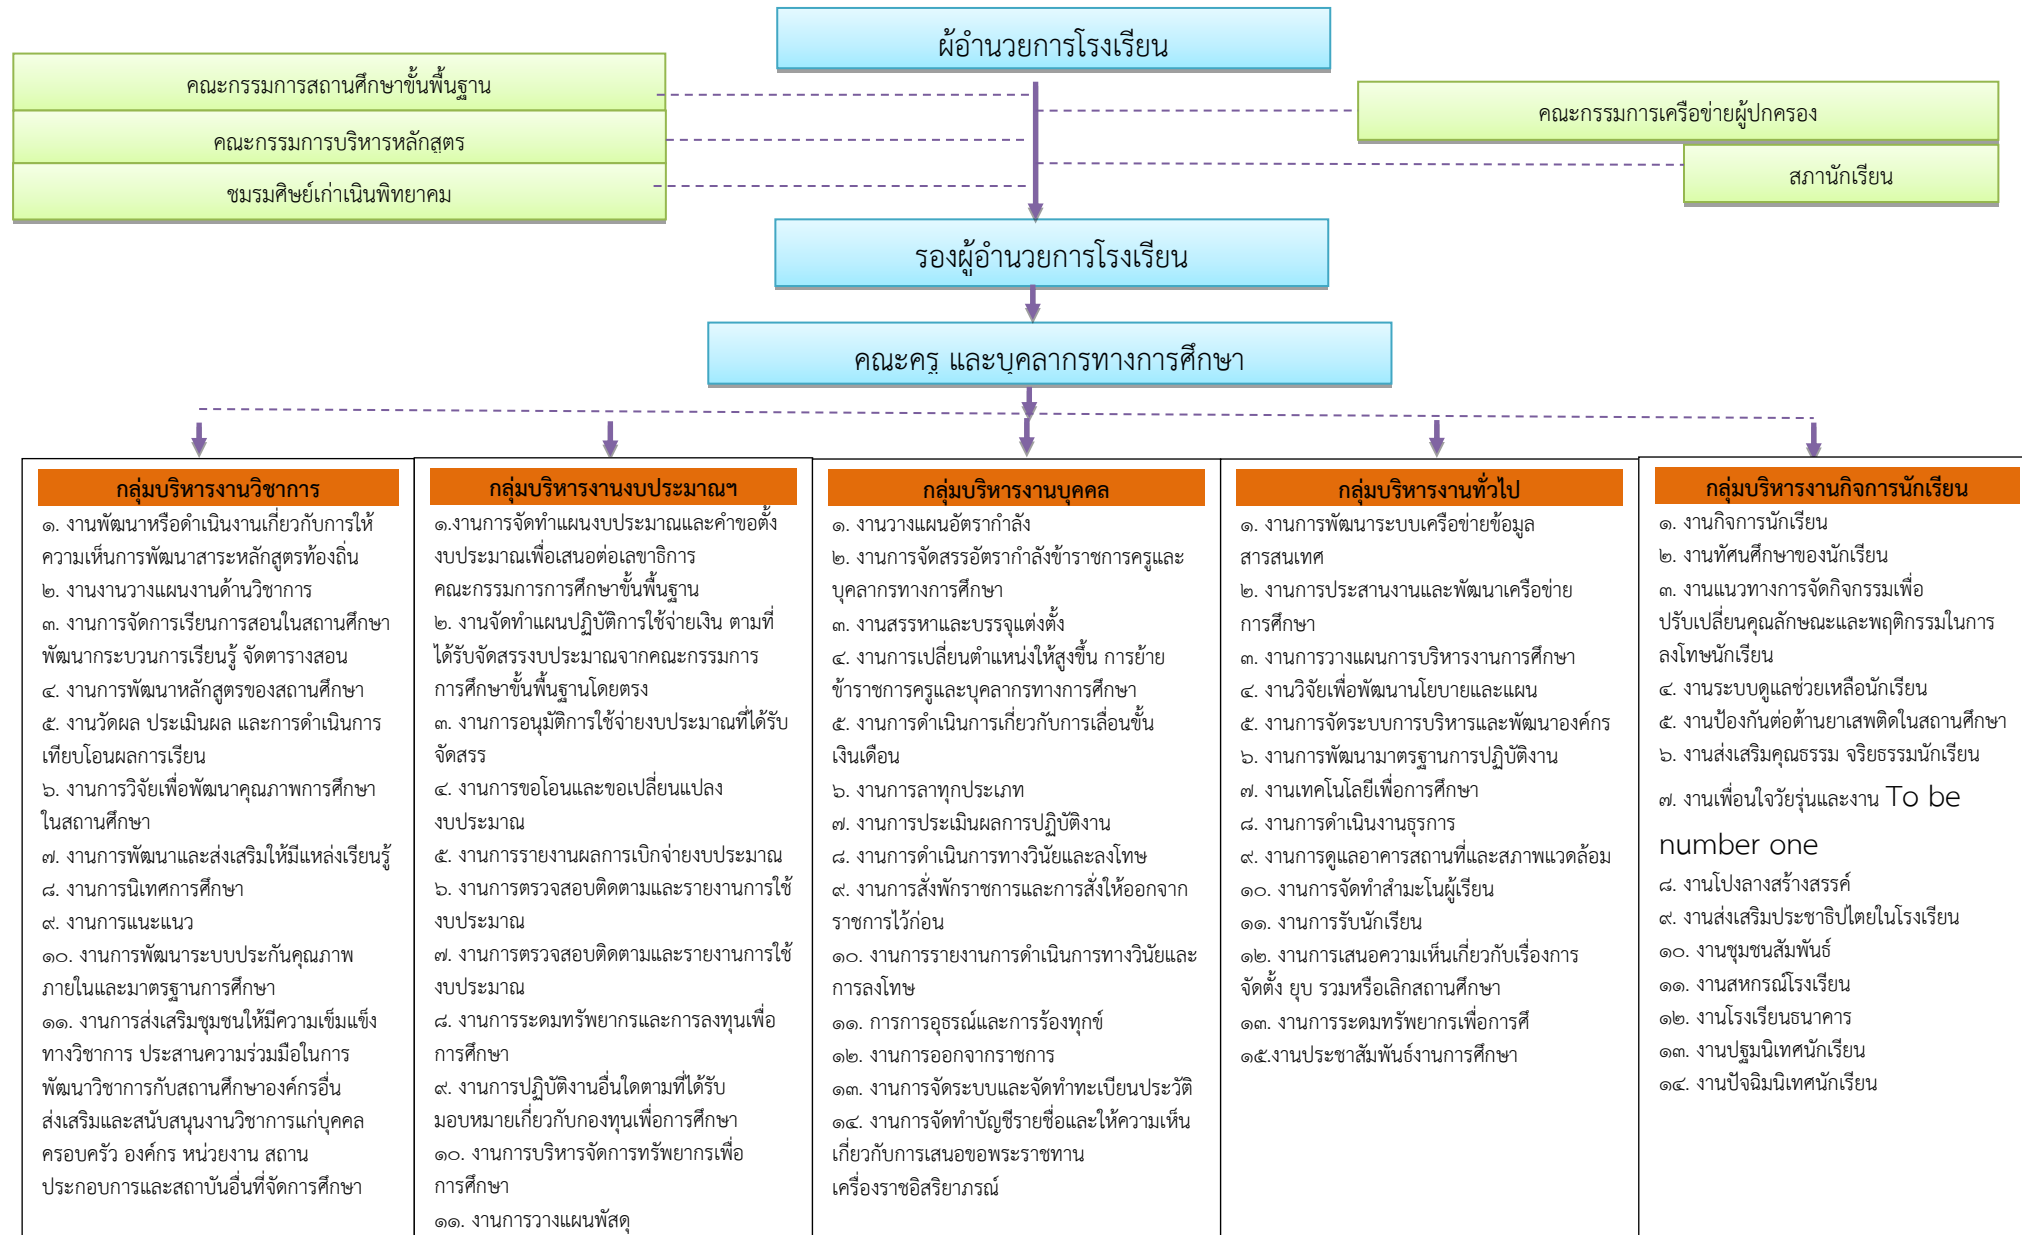 ผ้อำนวยการโรงเรียน
คณะกรรมการสถานศึกษาขั้นพื้นฐาน
คณะกรรมการบริหารหลักสูตร
ชมรมศิษย์เก่าเนินพิทยาคม
คณะกรรมการเครือข่ายผู้ปกครอง
สภานักเรียน
รองผู้อำนวยการโรงเรียน
คณะครู และบุคลากรทางการศึกษา
กลุ่มบริหารงานวิชาการ
๑. งานพัฒนาหรือดำเนินงานเกี่ยวกับการให้
ความเห็นการพัฒนาสาระหลักสูตรท้องถิ่น
๒. งานงานวางแผนงานด้านวิชาการ
๓. งานการจัดการเรียนการสอนในสถานศึกษา
พัฒนากระบวนการเรียนรู้ จัดตารางสอน
๔. งานการพัฒนาหลักสูตรของสถานศึกษา
๕. งานวัดผล ประเมินผล และการดำเนินการ
เทียบโอนผลการเรียน
๖. งานการวิจัยเพื่อพัฒนาคุณภาพการศึกษา
ในสถานศึกษา
๗. งานการพัฒนาและส่งเสริมให้มีแหล่งเรียนรู้
๘. งานการนิเทศการศึกษา
๙. งานการแนะแนว
๑๐. งานการพัฒนาระบบประกันคุณภาพ
ภายในและมาตรฐานการศึกษา
๑๑. งานการส่งเสริมชุมชนให้มีความเข็มแข็ง
ทางวิชาการ ประสานความร่วมมือในการ
พัฒนาวิชาการกับสถานศึกษาองค์กรอื่น
ส่งเสริมและสนับสนุนงานวิชาการแก่บุคคล
ครอบครัว องค์กร หน่วยงาน สถาน
ประกอบการและสถาบันอื่นที่จัดการศึกษา
กลุ่มบริหารงานงบประมาณฯ
๑.งานการจัดทำแผนงบประมาณและคำขอตั้ง
งบประมาณเพื่อเสนอต่อเลขาธิการ
คณะกรรมการการศึกษาขั้นพื้นฐาน
๒. งานจัดทำแผนปฏิบัติการใช้จ่ายเงิน ตามที่
ได้รับจัดสรรงบประมาณจากคณะกรรมการ
การศึกษาขั้นพื้นฐานโดยตรง
๓. งานการอนุมัติการใช้จ่ายงบประมาณที่ได้รับ
จัดสรร
๔. งานการขอโอนและขอเปลี่ยนแปลง
งบประมาณ
๕. งานการรายงานผลการเบิกจ่ายงบประมาณ
๖. งานการตรวจสอบติดตามและรายงานการใช้
งบประมาณ
๗. งานการตรวจสอบติดตามและรายงานการใช้
งบประมาณ
๘. งานการระดมทรัพยากรและการลงทุนเพื่อ
การศึกษา
๙. งานการปฏิบัติงานอื่นใดตามที่ได้รับ
มอบหมายเกี่ยวกับกองทุนเพื่อการศึกษา
๑๐. งานการบริหารจัดการทรัพยากรเพื่อ
การศึกษา
๑๑. งานการวางแผนพัสดุ
กลุ่มบริหารงานบุคคล
๑. งานวางแผนอัตรากำลัง
๒. งานการจัดสรรอัตรากำลังข้าราชการครูและ
บุคลากรทางการศึกษา
๓. งานสรรหาและบรรจุแต่งตั้ง
๔. งานการเปลี่ยนตำแหน่งให้สูงขึ้น การย้าย
ข้าราชการครูและบุคลากรทางการศึกษา
๕. งานการดำเนินการเกี่ยวกับการเลื่อนขั้น
เงินเดือน
๖. งานการลาทุกประเภท
๗. งานการประเมินผลการปฏิบัติงาน
๘. งานการดำเนินการทางวินัยและลงโทษ
๙. งานการสั่งพักราชการและการสั่งให้ออกจาก
ราชการไว้ก่อน
๑๐. งานการรายงานการดำเนินการทางวินัยและ
การลงโทษ
๑๑. การการอุธรณ์และการร้องทุกข์
๑๒. งานการออกจากราชการ
๑๓. งานการจัดระบบและจัดทำทะเบียนประวัติ
๑๔. งานการจัดทำบัญชีรายชื่อและให้ความเห็น
เกี่ยวกับการเสนอขอพระราชทาน
เครื่องราชอิสริยาภรณ์
กลุ่มบริหารงานทั่วไป
๑. งานการพัฒนาระบบเครือข่ายข้อมูล
สารสนเทศ
๒. งานการประสานงานและพัฒนาเครือข่าย
การศึกษา
๓. งานการวางแผนการบริหารงานการศึกษา
๔. งานวิจัยเพื่อพัฒนานโยบายและแผน
๕. งานการจัดระบบการบริหารและพัฒนาองค์กร
๖. งานการพัฒนามาตรฐานการปฏิบัติงาน
๗. งานเทคโนโลยีเพื่อการศึกษา
๘. งานการดำเนินงานธุรการ
๙. งานการดูแลอาคารสถานที่และสภาพแวดล้อม
๑๐. งานการจัดทำสำมะโนผู้เรียน
๑๑. งานการรับนักเรียน
๑๒. งานการเสนอความเห็นเกี่ยวกับเรื่องการ
จัดตั้ง ยุบ รวมหรือเลิกสถานศึกษา
๑๓. งานการระดมทรัพยากรเพื่อการศึ
๑๕.งานประชาสัมพันธ์งานการศึกษา
กลุ่มบริหารงานกิจการนักเรียน
๑. งานกิจการนักเรียน
๒. งานทัศนศึกษาของนักเรียน
๓. งานแนวทางการจัดกิจกรรมเพื่อ
ปรับเปลี่ยนคุณลักษณะและพฤติกรรมในการ
ลงโทษนักเรียน
๔. งานระบบดูแลช่วยเหลือนักเรียน
๕. งานป้องกันต่อต้านยาเสพติดในสถานศึกษา
๖. งานส่งเสริมคุณธรรม จริยธรรมนักเรียน
๗. งานเพื่อนใจวัยรุ่นและงาน To be
number one
๘. งานโปงลางสร้างสรรค์
๙. งานส่งเสริมประชาธิปไตยในโรงเรียน
๑๐. งานชุมชนสัมพันธ์
๑๑. งานสหกรณ์โรงเรียน
๑๒. งานโรงเรียนธนาคาร
๑๓. งานปฐมนิเทศนักเรียน
๑๔. งานปัจฉิมนิเทศนักเรียน